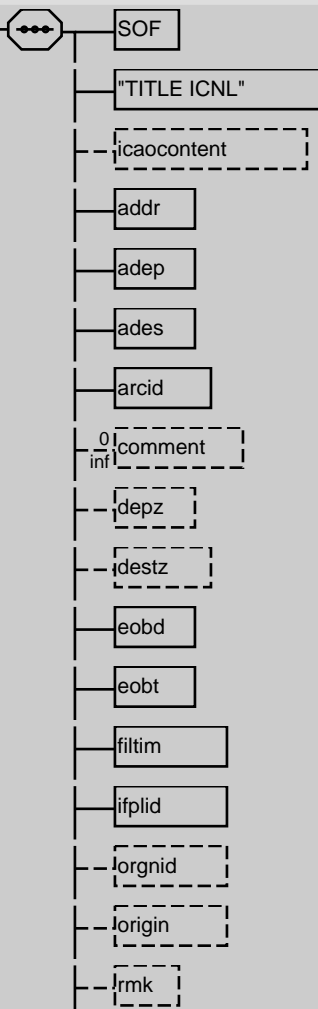 SOF
"TITLE ICNL"
icaocontent
addr
adep
ades
arcid
0
inf
comment
depz
destz
eobd
eobt
filtim
ifplid
orgnid
origin
rmk